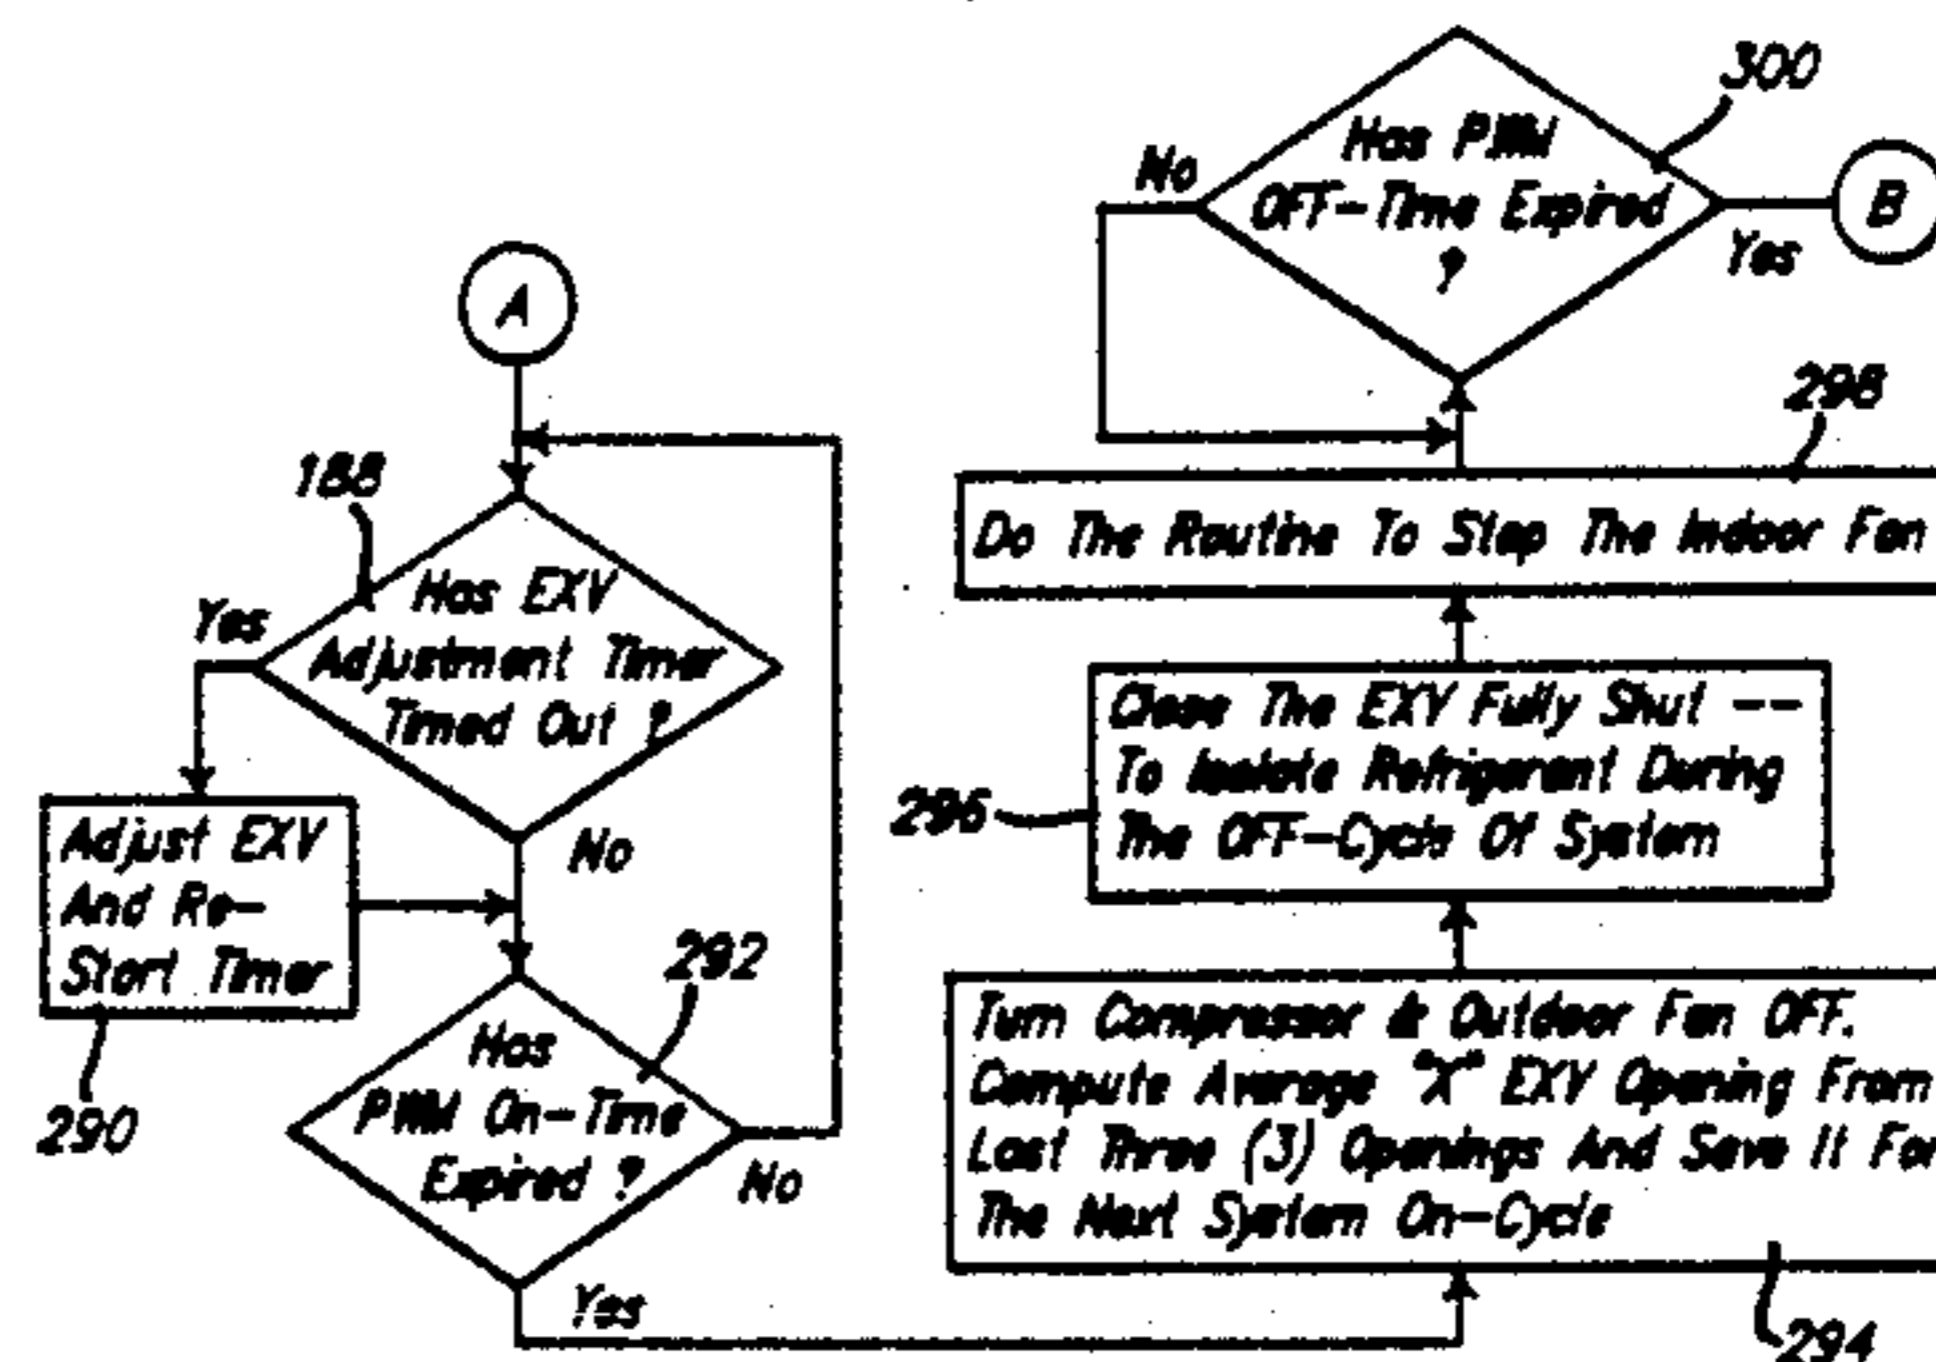 A
188
Has EXV
Adjustment Timer
Timed Out ?
Yes
No
Adjust EXV
And Re-
Start Timer
290
292
Has
PWM On-Time
Expired ?
No
Yes
Turn Compressor & Outdoor Fan OFF.
Compute Average "X" EXV Opening From
Last Three (3) Openings And Save It For
The Next System On-Cycle
294
Close The EXV Fully Shut --
To Isolate Refrigerant During
The OFF-Cycle Of System
296
Do The Routine To Stop The Indoor Fan
298
Has PWM
OFF-Time Expired
?
300
No
Yes
B